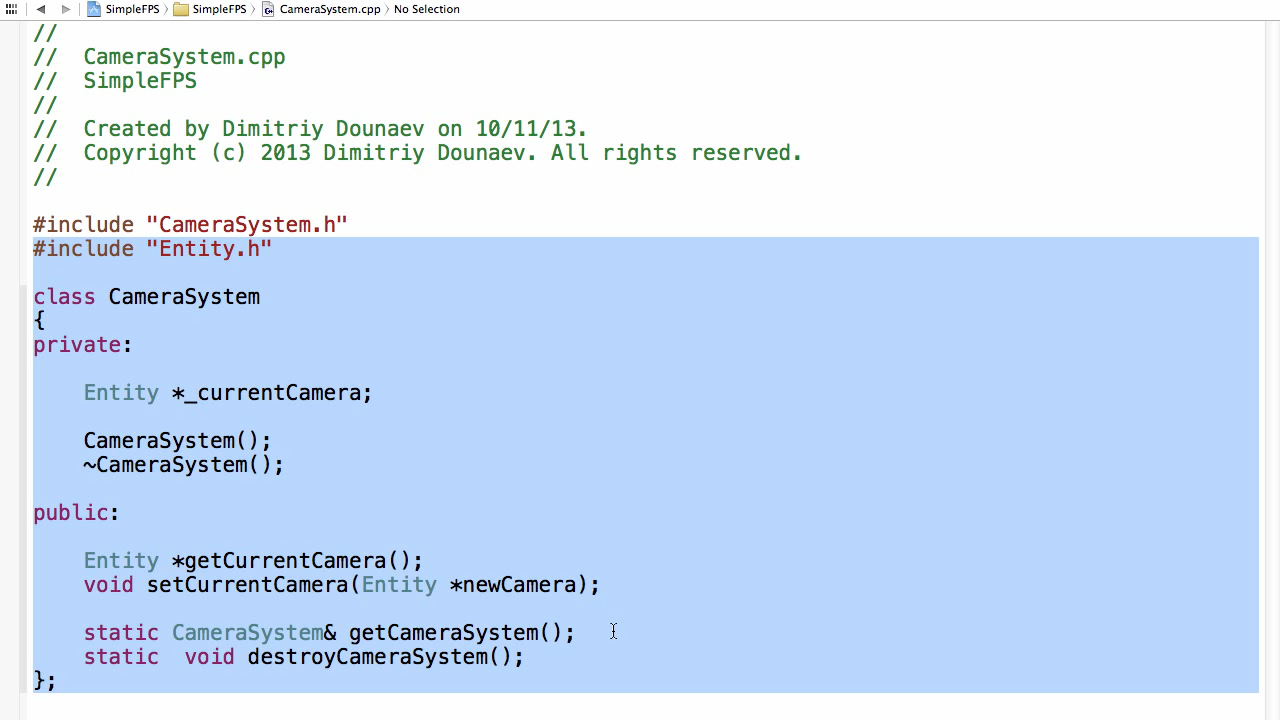 SimpleFPS SimpleFPS CameraSystem.cpp No Selection
//
//  CameraSystem.cpp
//  SimpleFPS
//
//  Created by Dimitriy Dounaev on 10/11/13.
//  Copyright (c) 2013 Dimitriy Dounaev. All rights reserved.
//
#include "CameraSystem.h"
#include "Entity.h"
class CameraSystem
{
private:
    Entity *_currentCamera;
    CameraSystem();
    ~CameraSystem();
public:
    Entity *getCurrentCamera();
    void setCurrentCamera(Entity *newCamera);
    static CameraSystem& getCameraSystem();
    static  void destroyCameraSystem();
};